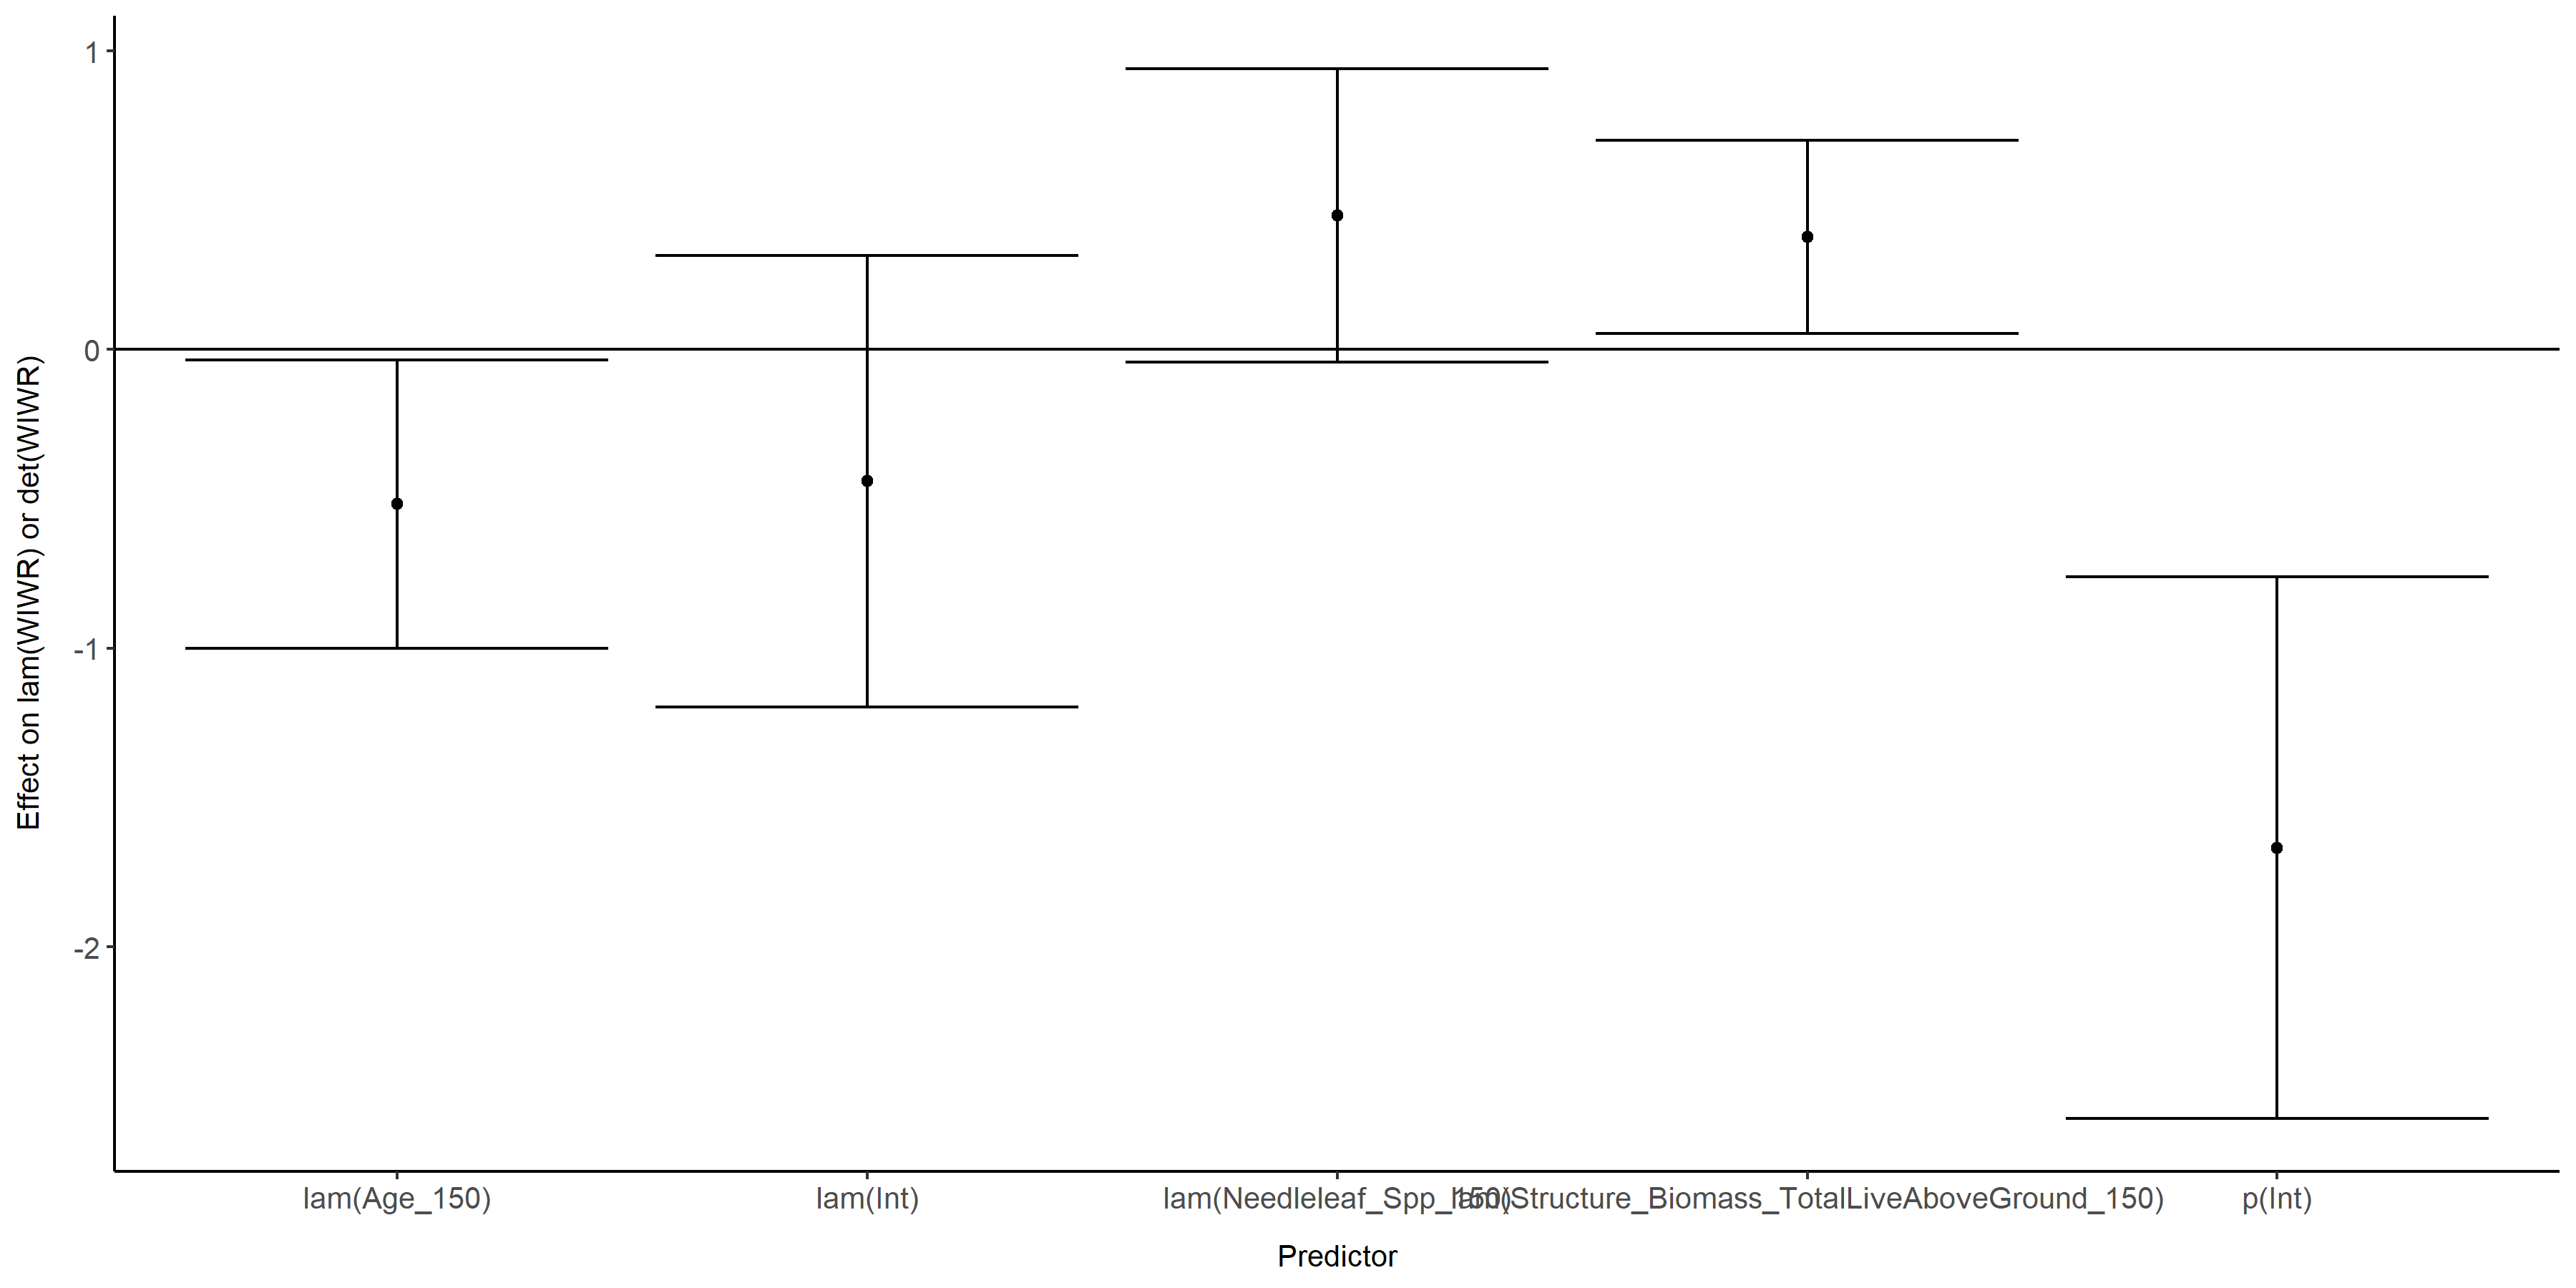 Effect on lam(WIWR) or det(WIWR)
1
0
-1
-2
lam(Age_150)
lam(Int)
lam(Needleleaf_Spp_150)
lam(Structure_Biomass_TotalLiveAboveGround_150)
p(Int)
Predictor